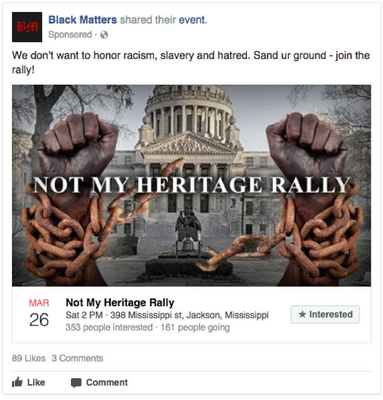 BM
Black Matters shared their event.
Sponsored ·
We don't want to honor racism, slavery and hatred. Sand ur ground - join the
rally!
NOT MY HERITAGE RALLY
MAR
26
Not My Heritage Rally
Sat 2 PM · 398 Mississippi st, Jackson, Mississippi
353 people interested · 161 people going
★ Interested
89 Likes 3 Comments
Like Comment